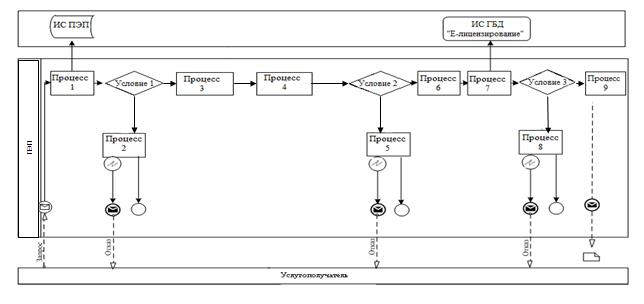 ИС ПЭП
ИС ГБД
"Е-лицензирование"
ПЭП
Процесс
1
Условие 1
Процесс
3
Процесс
4
Условие 2
Процесс
6
Процесс
7
Условие 3
Процесс
9
Процесс
2
Процесс
5
Процесс
8
Запрос
Отказ
Отказ
Отказ
Услугополучатель